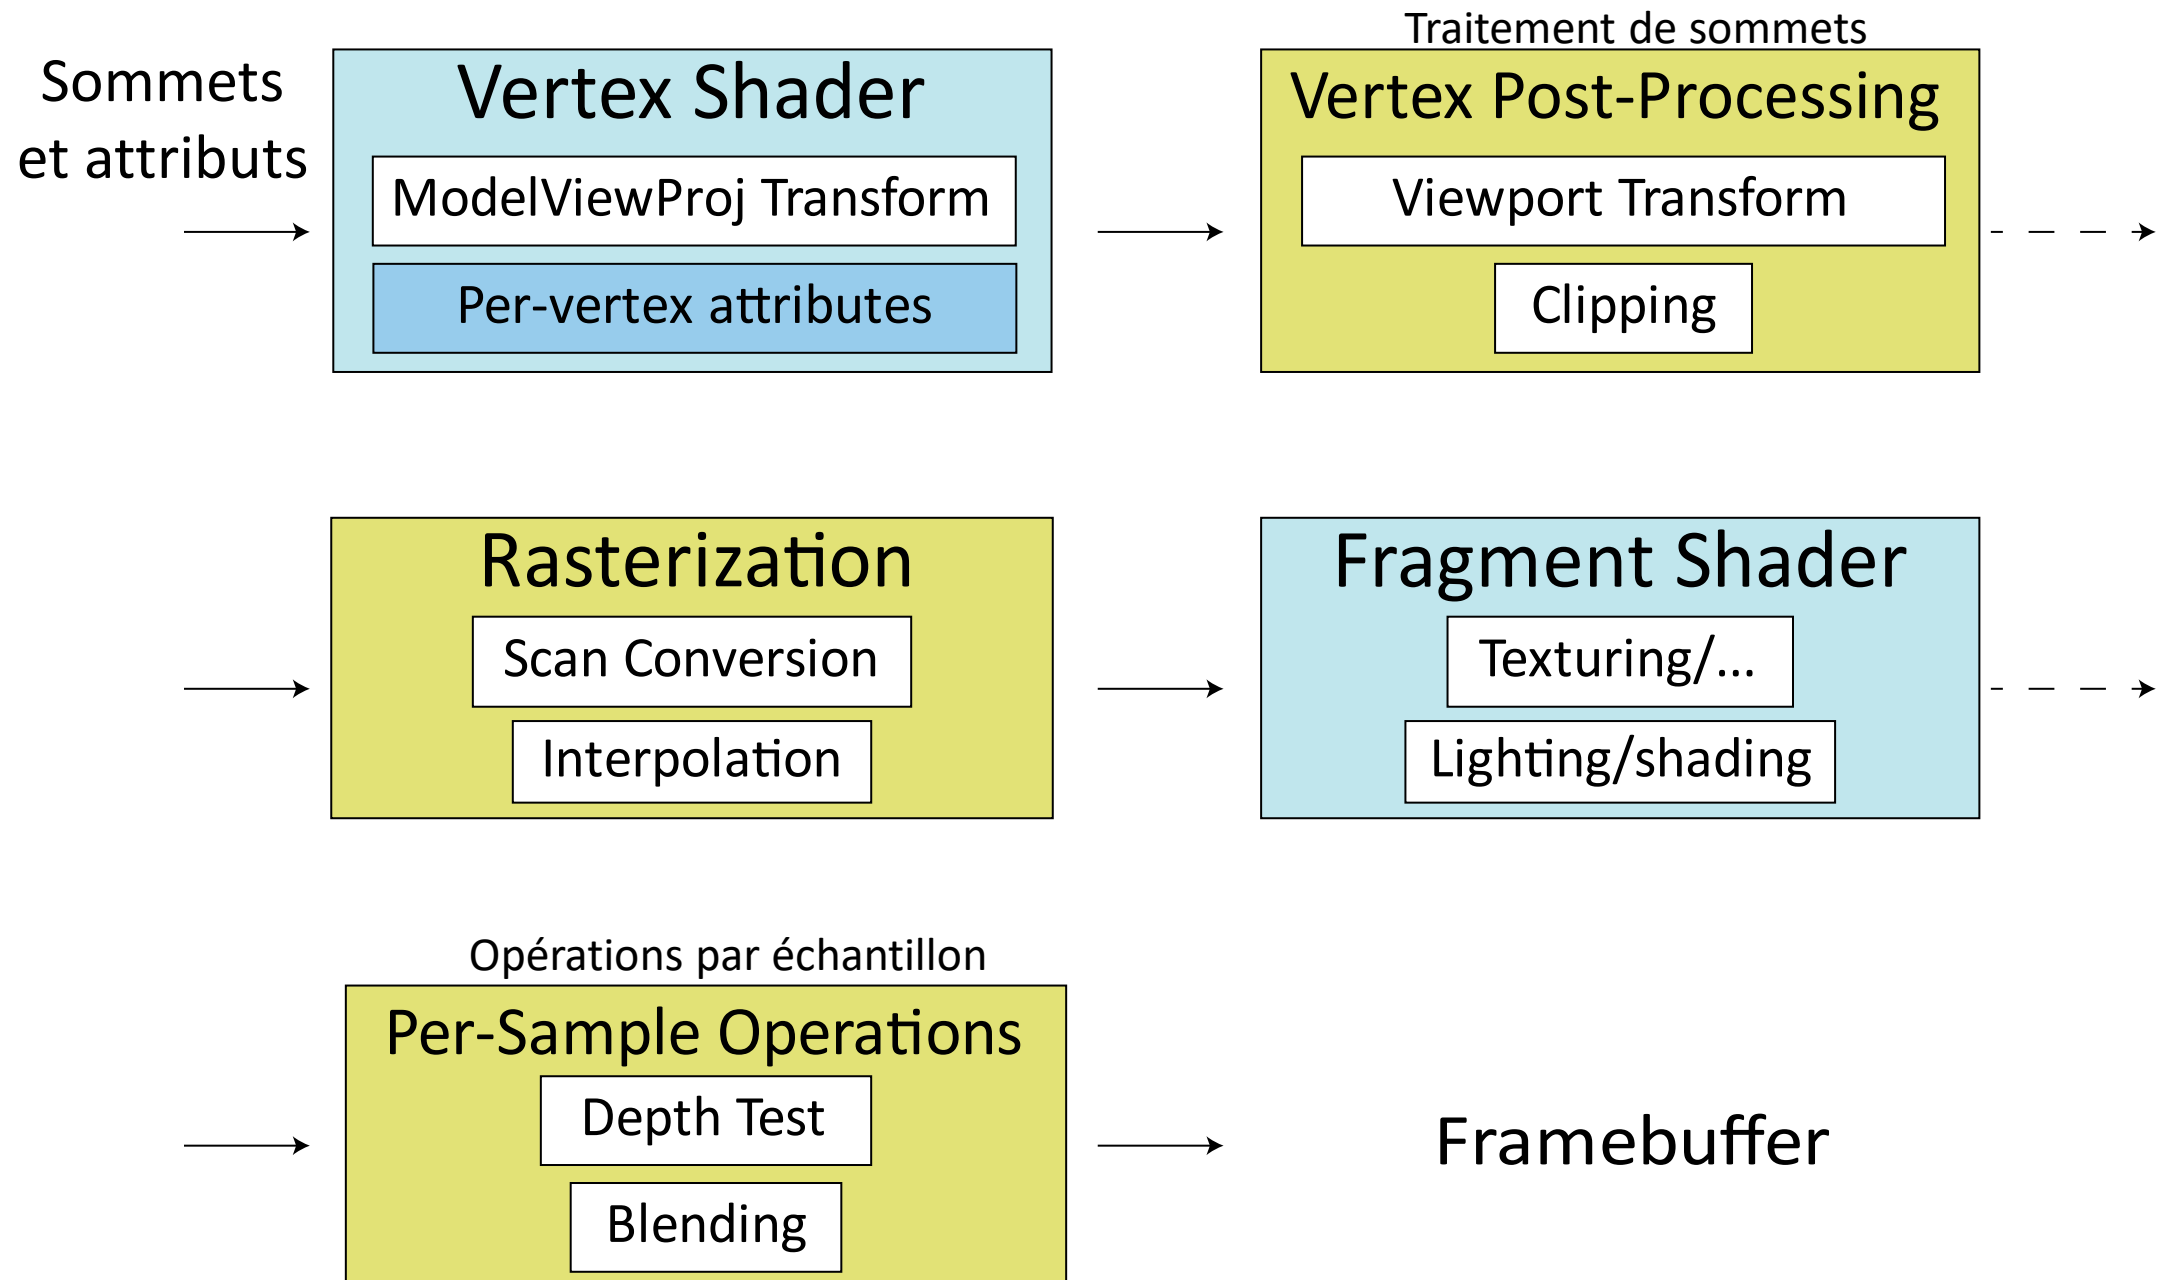 Sommets
et attributs
Vertex Shader
ModelViewProj Transform
Per-vertex attributes
Traitement de sommets
Vertex Post-Processing
Viewport Transform
Clipping
Rasterization
Scan Conversion
Interpolation
Fragment Shader
Texturing/...
Lighting/shading
Opérations par échantillon
Per-Sample Operations
Depth Test
Blending
Framebuffer